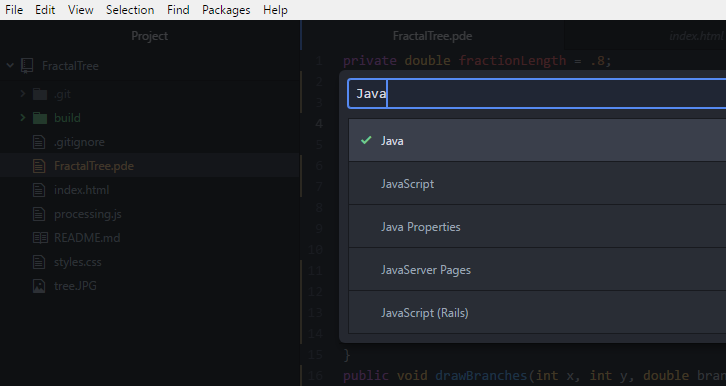 File Edit View Selection Find Packages Help
Project
FractalTree
.git
build
.gitignore
FractalTree.pde
index.html
processing.js
README.md
styles.css
tree.JPG
FractalTree.pde index.html
1 private double fractionLength = .8;
2
3
4
Java
Java
JavaScript
Java Properties
JavaServer Pages
JavaScript (Rails)
6
7
8
9
10
11
12
13
14
15 }
16 public void drawBranches(int x, int y, double bran